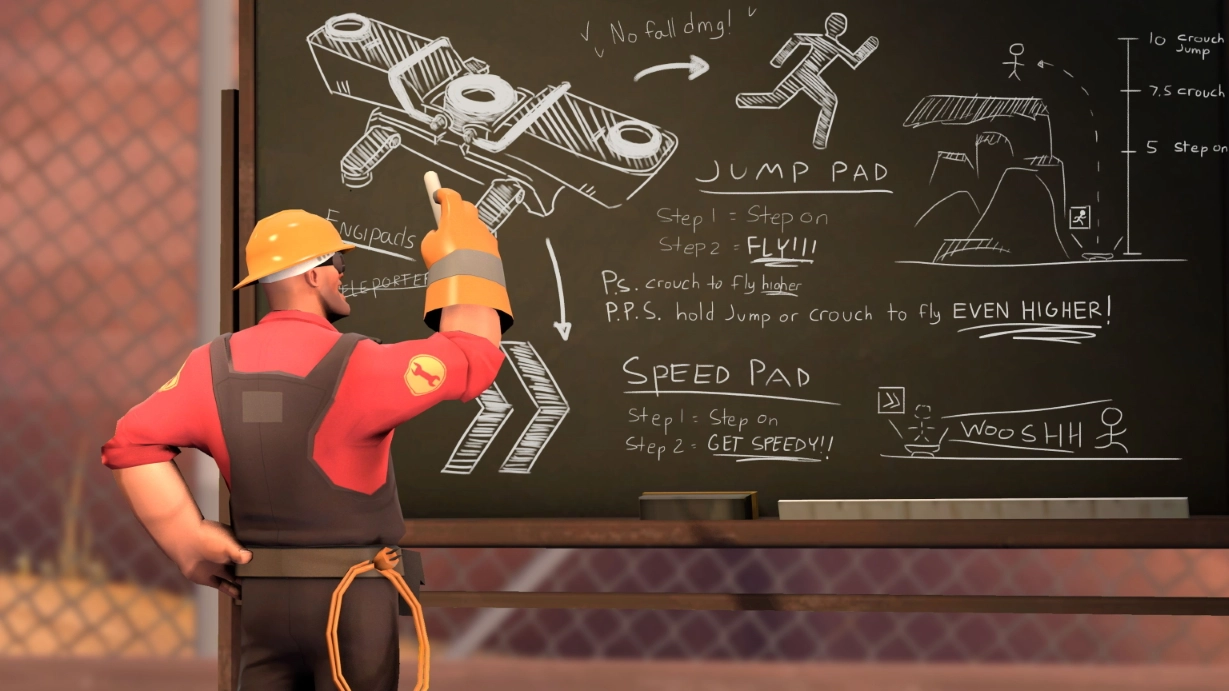 No fall dmg!
10 crouch
Jump
7.5 crouch
5 Step on
JUMP PAD
Step 1 = Step on
Step 2 = FLY!!!
ENGIPADS
TELEPORTER
P.s. crouch to fly higher
P.P.S. hold Jump or crouch to fly EVEN HIGHER!
SPEED PAD
Step 1 = Step on
Step 2 = GET SPEEDY!!
WOOSHH